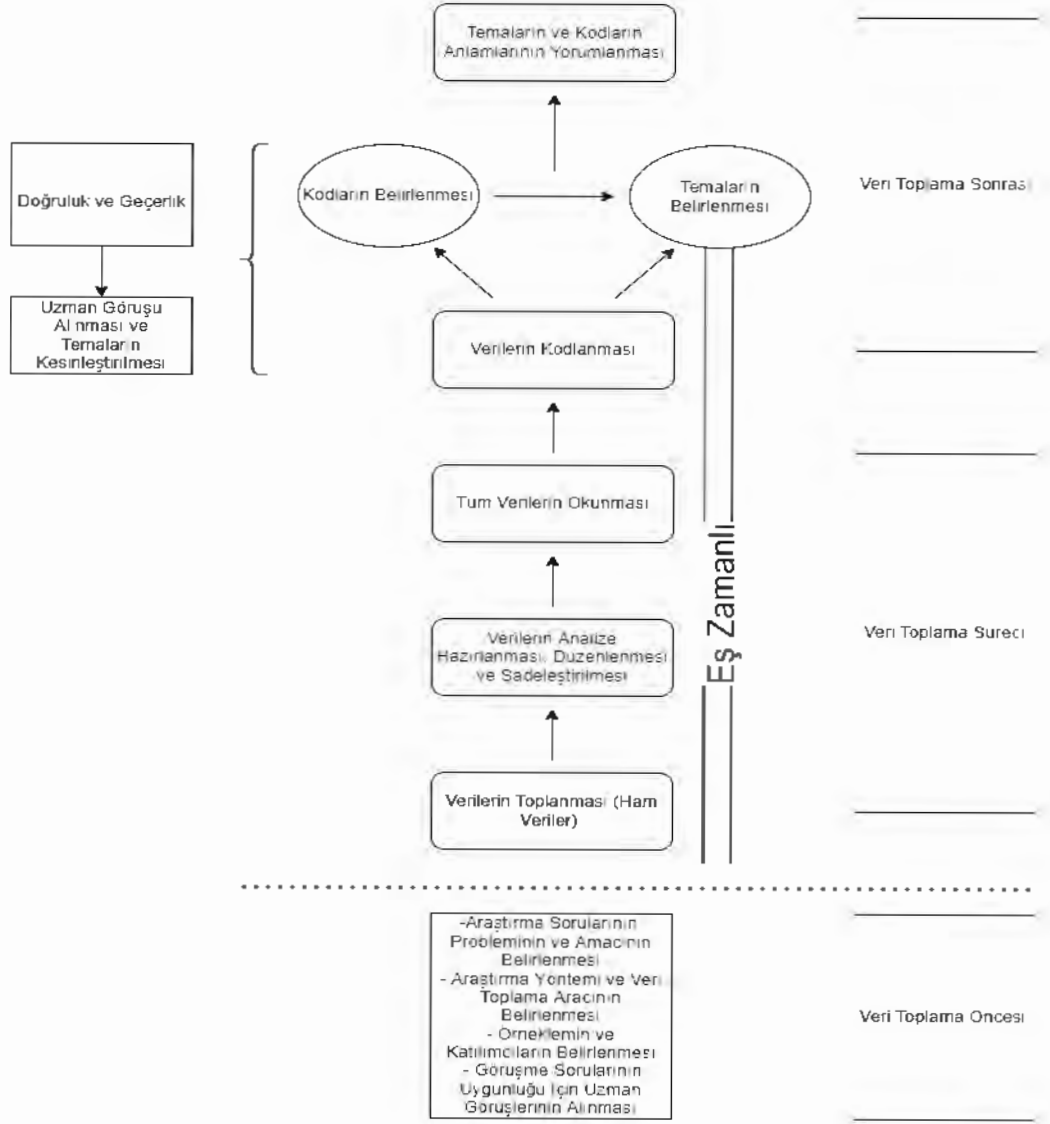 Temaların ve Kodların
Anlamlarının Yorumlanması
Doğruluk ve Geçerlik
Uzman Görüşü
Alınması ve
Temaların
Kesinleştirilmesi
Kodların Belirlenmesi
Temaların
Belirlenmesi
Veri Toplama Sonrası
Verilerin Kodlanması
Tüm Verilerin Okunması
Eş Zamanlı
Verilerin Analize
Hazırlanması, Düzenlenmesi
ve Sadeleştirilmesi
Veri Toplama Süreci
Verilerin Toplanması (Ham
Veriler)
-Araştırma Sorularının
Probleminin ve Amacının
Belirlenmesi
- Araştırma Yöntemi ve Veri
Toplama Aracının
Belirlenmesi
- Örneklemin ve
Katılımcıların Belirlenmesi
- Görüşme Sorularının
Uygunluğu İçin Uzman
Görüşlerinin Alınması
Veri Toplama Öncesi